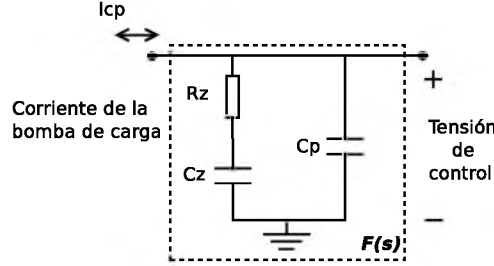 Icp
Corriente de la
bomba de carga
Rz
Cz
Cp
Tensión
de
control
+
−
F(s)